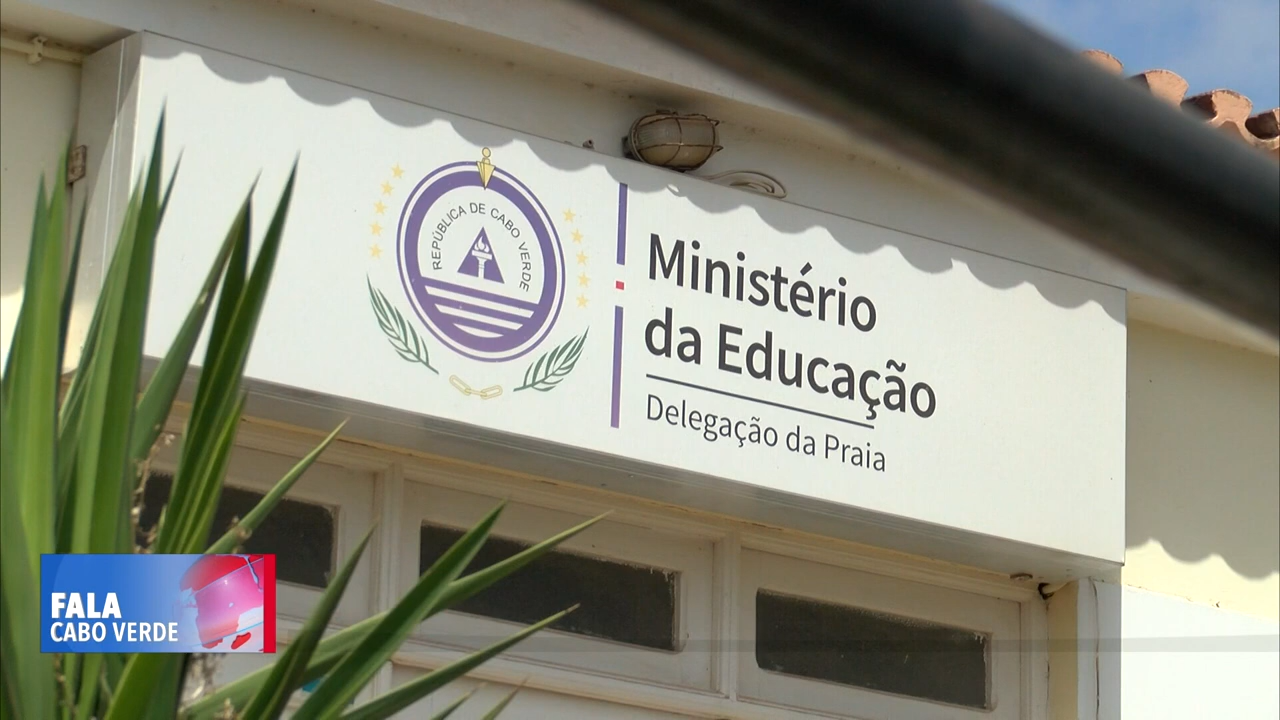 REPÚBLICA DE CABO VERDE
Ministério
da Educação
Delegação da Praia
FALA
CABO VERDE